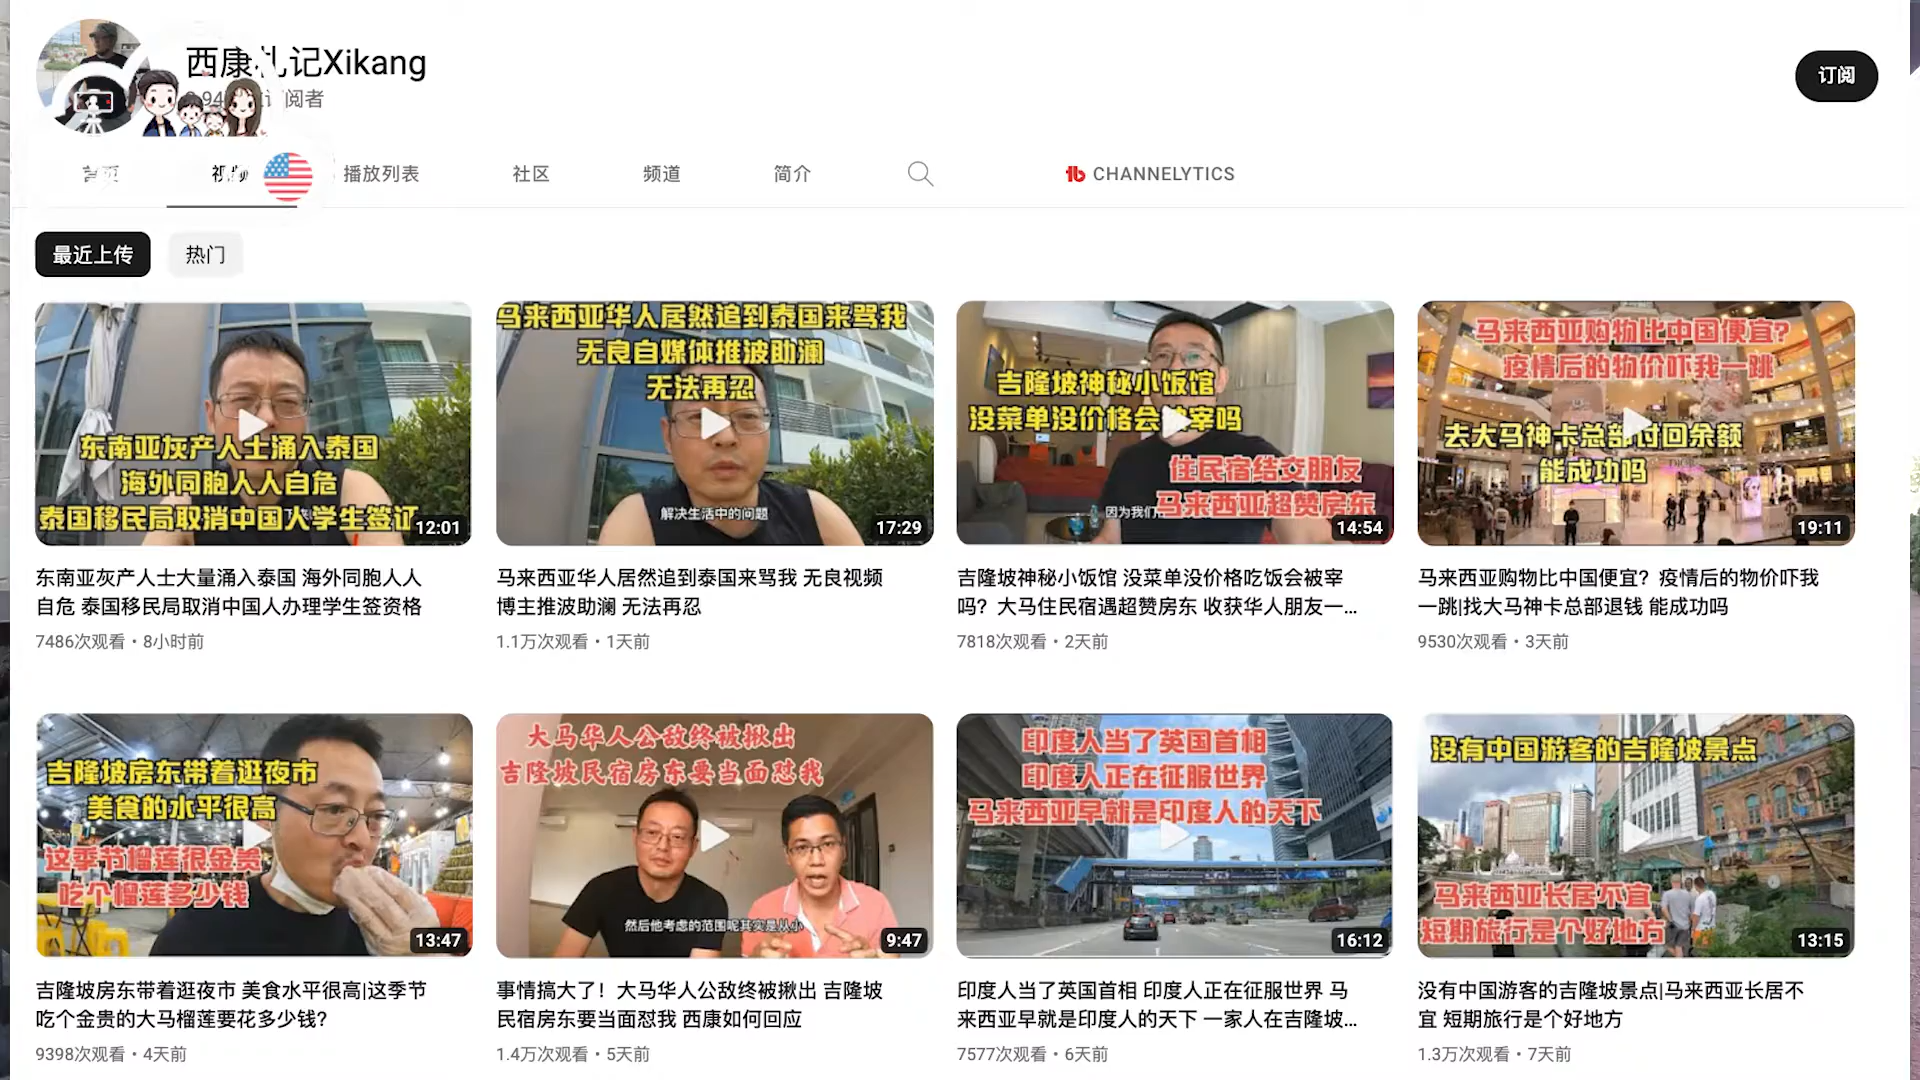 西康札记Xikang
阅者
订阅
视频
播放列表
社区
频道
简介
CHANNELYTICS
最近上传
热门
东南亚灰产人士涌入泰国
海外同胞人人自危
泰国移民局取消中国人学生签证
12:01
马来西亚华人居然追到泰国来骂我
无良自媒体推波助澜
无法再忍
解决生活中的问题
17:29
吉隆坡神秘小饭馆
没菜单没价格会被宰吗
住民宿结交朋友
马来西亚超赞房东
因为我们
14:54
马来西亚购物比中国便宜?
疫情后的物价吓我一跳
去大马神卡总部讨回余额
能成功吗
19:11
东南亚灰产人士大量涌入泰国 海外同胞人人
自危 泰国移民局取消中国人办理学生签资格
7486次观看・8小时前
马来西亚华人居然追到泰国来骂我 无良视频
博主推波助澜 无法再忍
1.1万次观看・1天前
吉隆坡神秘小饭馆 没菜单没价格吃饭会被宰
吗？大马住民宿遇超赞房东 收获华人朋友一...
7818次观看・2天前
马来西亚购物比中国便宜？疫情后的物价吓我
一跳|找大马神卡总部退钱 能成功吗
9530次观看・3天前
吉隆坡房东带着逛夜市
美食的水平很高
这季节榴莲很金贵
吃个榴莲多少钱
13:47
大马华人公敌终被揪出
吉隆坡民宿房东要当面怼我
然后他考虑的范围呢其实是从小
9:47
印度人当了英国首相
印度人正在征服世界
马来西亚早就是印度人的天下
16:12
没有中国游客的吉隆坡景点
马来西亚长居不宜
短期旅行是个好地方
13:15
吉隆坡房东带着逛夜市 美食水平很高|这季节
吃个金贵的大马榴莲要花多少钱?
9398次观看・4天前
事情搞大了！大马华人公敌终被揪出 吉隆坡
民宿房东要当面怼我 西康如何回应
1.4万次观看・5天前
印度人当了英国首相 印度人正在征服世界 马
来西亚早就是印度人的天下 一家人在吉隆坡...
7577次观看・6天前
没有中国游客的吉隆坡景点|马来西亚长居不
宜 短期旅行是个好地方
1.3万次观看・7天前